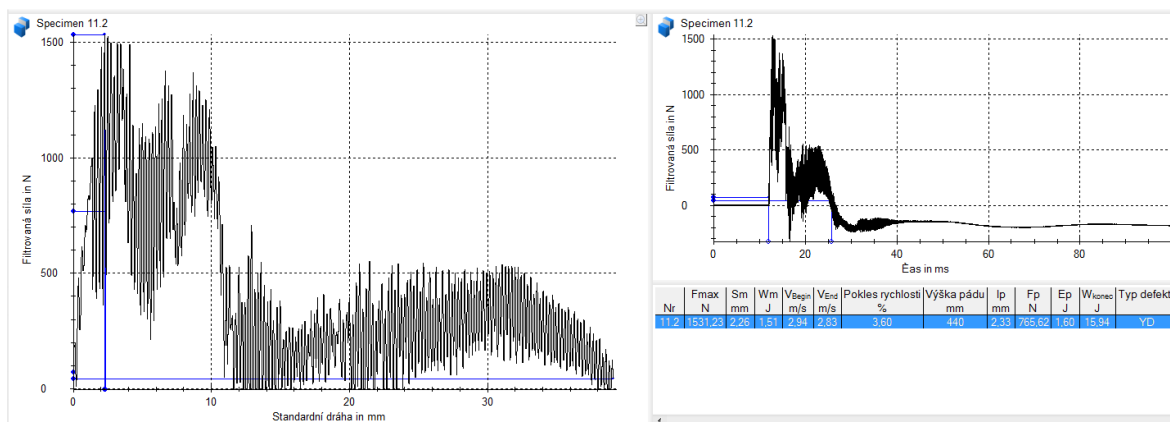 Specimen 11.2
1500
1000
500
0
Filtrovaná síla in N
0 10 20 30
Standardní dráha in mm
Specimen 11.2
1500
1000
500
0
Filtrovaná síla in N
0 20 40 60 80
Èas in ms
Nr Fmax N Sm mm Wm J VBegin m/s VEnd m/s Pokles rychlosti % Výška pádu mm lp mm Fp N Ep J Wkonec J Typ defekt
11.2 1531,23 2,26 1,51 2,94 2,83 3,60 440 2,33 765,62 1,60 15,94 YD